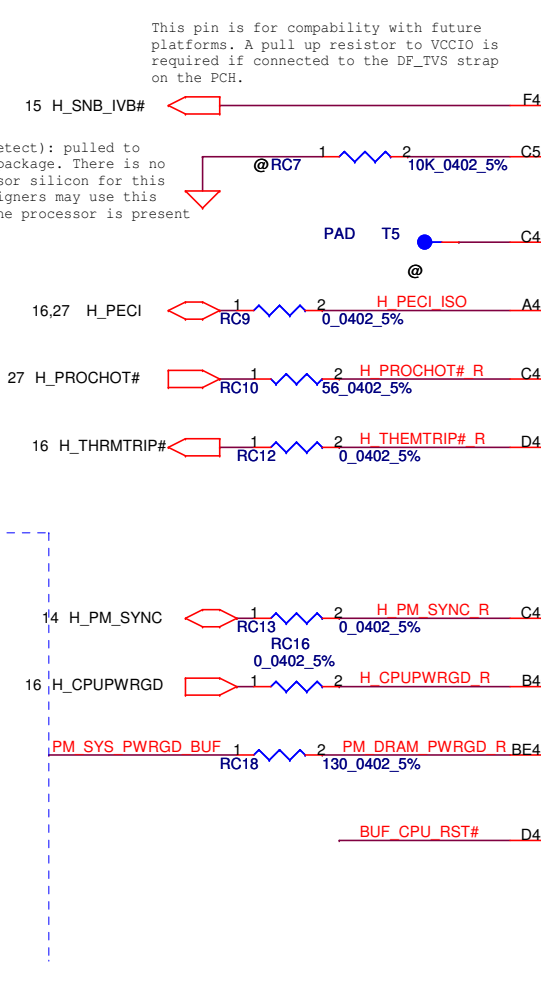 This pin is for compability with future
platforms. A pull up resistor to VCCIO is
required if connected to the DF_TVS strap
on the PCH.
15 H_SNB_IVB# F4
etect): pulled to
package. There is no
sor silicon for this
igners may use this
ne processor is present
@RC7 1 2 10K_0402_5% C5
PAD T5 C4
@
16,27 H_PECI 1 2 H_PECI_ISO A4
RC9 0_0402_5%
27 H_PROCHOT# 1 2 H_PROCHOT#_R C4
RC10 56_0402_5%
16 H_THRMTRIP# 1 2 H_THEMTRIP#_R D4
RC12 0_0402_5%
14 H_PM_SYNC 1 2 H_PM_SYNC_R C4
RC13 0_0402_5%
RC16
0_0402_5%
16 H_CPUPWRGD 1 2 H_CPUPWRGD_R B4
PM_SYS_PWRGD_BUF 1 2 PM_DRAM_PWRGD_R BE4
RC18 130_0402_5%
BUF_CPU_RST# D4